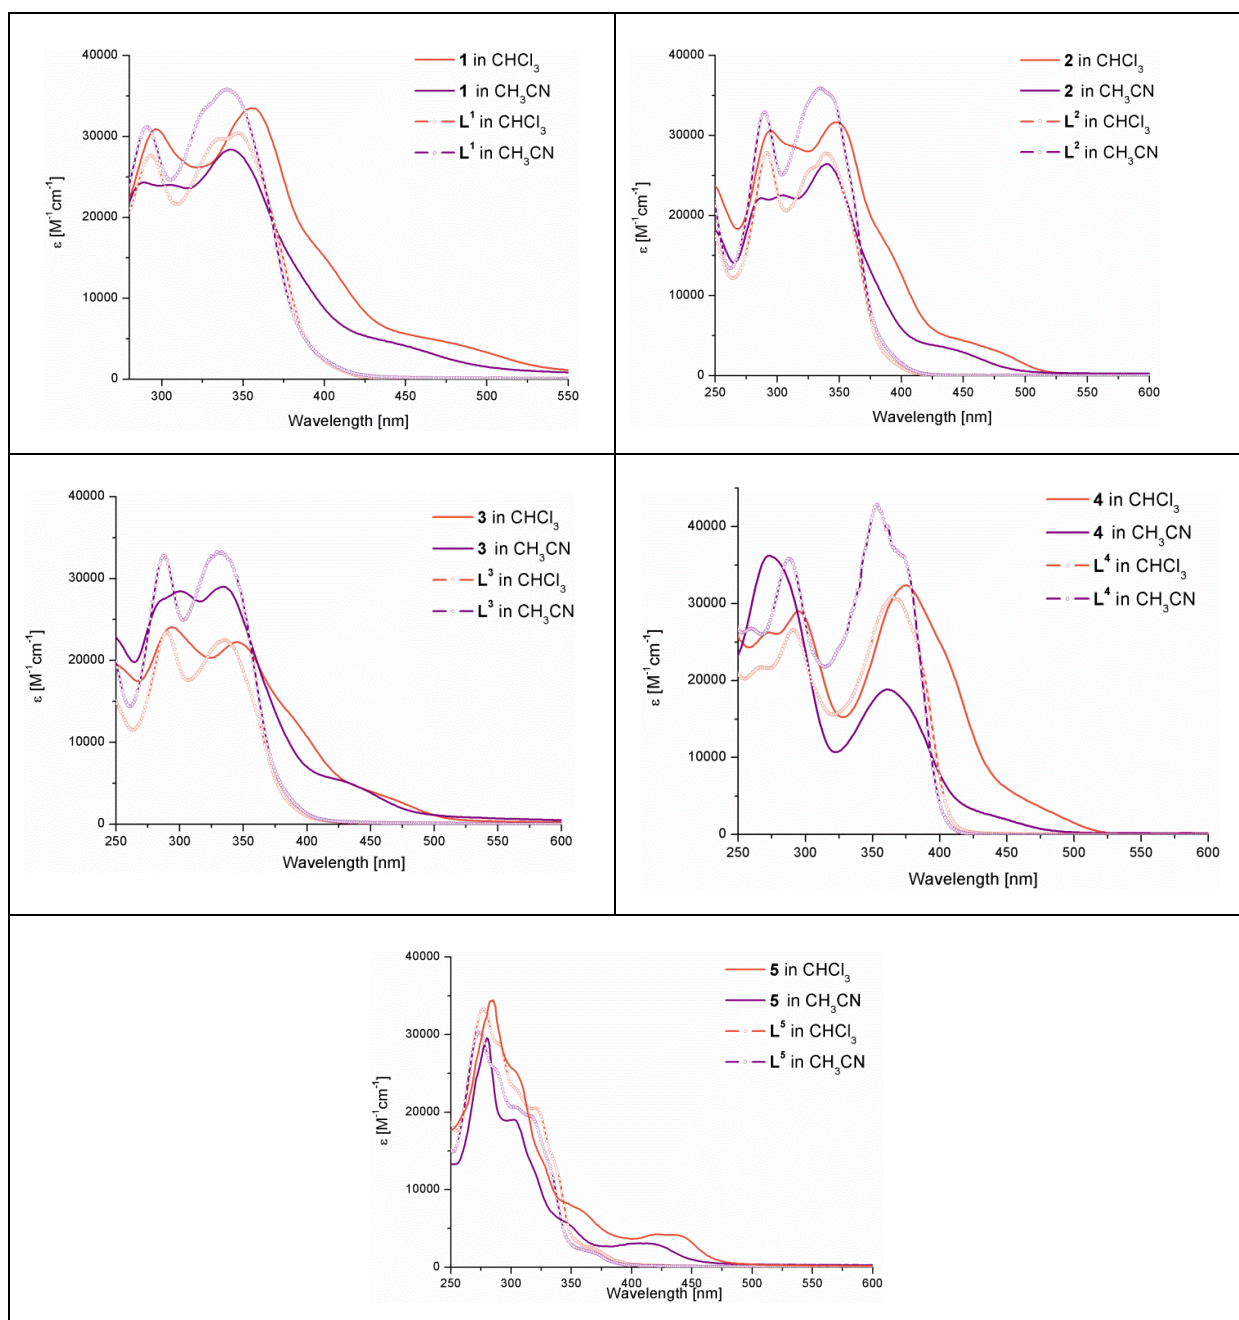 40000
30000
20000
10000
0
300
350
400
450
500
550
Wavelength [nm]
ε [M⁻¹cm⁻¹]
1 in CHCl₃
1 in CH₃CN
L¹ in CHCl₃
L¹ in CH₃CN
40000
30000
20000
10000
0
250
300
350
400
450
500
550
600
Wavelength [nm]
ε [M⁻¹cm⁻¹]
2 in CHCl₃
2 in CH₃CN
L² in CHCl₃
L² in CH₃CN
40000
30000
20000
10000
0
250
300
350
400
450
500
550
600
Wavelength [nm]
ε [M⁻¹cm⁻¹]
3 in CHCl₃
3 in CH₃CN
L³ in CHCl₃
L³ in CH₃CN
40000
30000
20000
10000
0
250
300
350
400
450
500
550
600
Wavelength [nm]
ε [M⁻¹cm⁻¹]
4 in CHCl₃
4 in CH₃CN
L⁴ in CHCl₃
L⁴ in CH₃CN
40000
30000
20000
10000
0
250
300
350
400
450
500
550
600
Wavelength [nm]
ε [M⁻¹cm⁻¹]
5 in CHCl₃
5 in CH₃CN
L⁵ in CHCl₃
L⁵ in CH₃CN